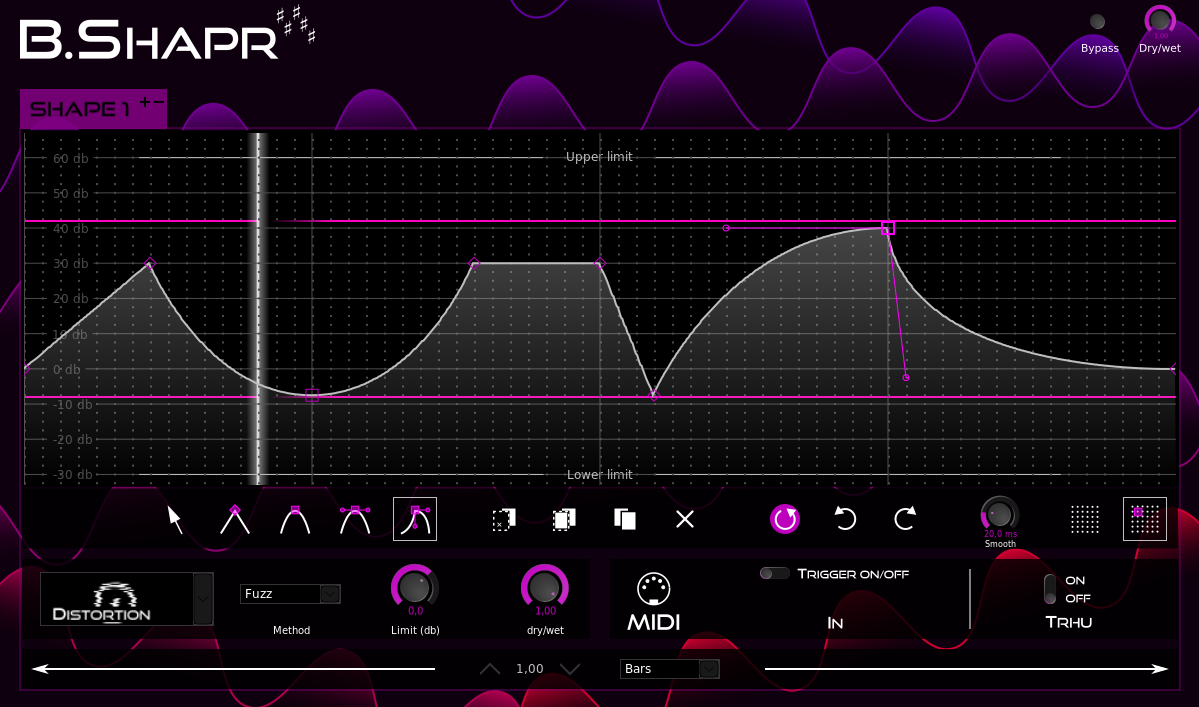 B.SHAPR
Bypass
Dry/wet
1.00
SHAPE 1
+ −
60 db
Upper limit
50 db
40 db
30 db
20 db
10 db
0 db
-10 db
-20 db
-30 db
Lower limit
20.0 ms
Smooth
DISTORTION
Fuzz
Method
0,0
Limit (db)
1,00
dry/wet
MIDI
TRIGGER ON/OFF
IN
ON
OFF
TRHU
1,00
Bars